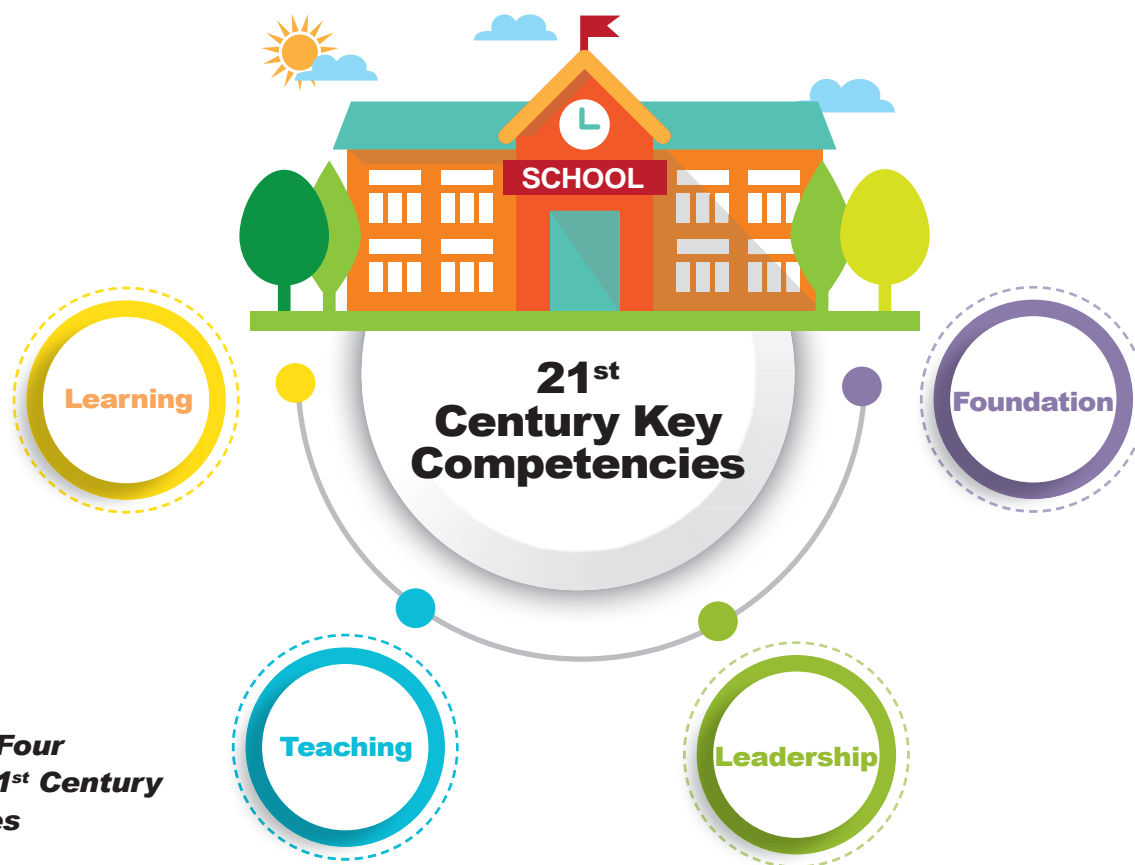 SCHOOL
21st
Century Key
Competencies
Learning
Foundation
Teaching
Leadership
Four
1st Century
es